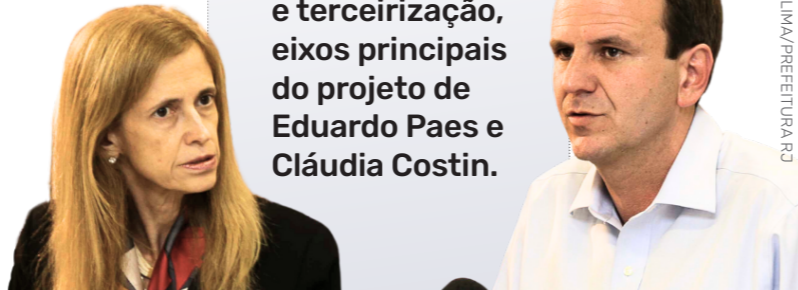 e terceirização,
eixos principais
do projeto de
Eduardo Paes e
Cláudia Costin.
LIMA/PREFEITURA RJ